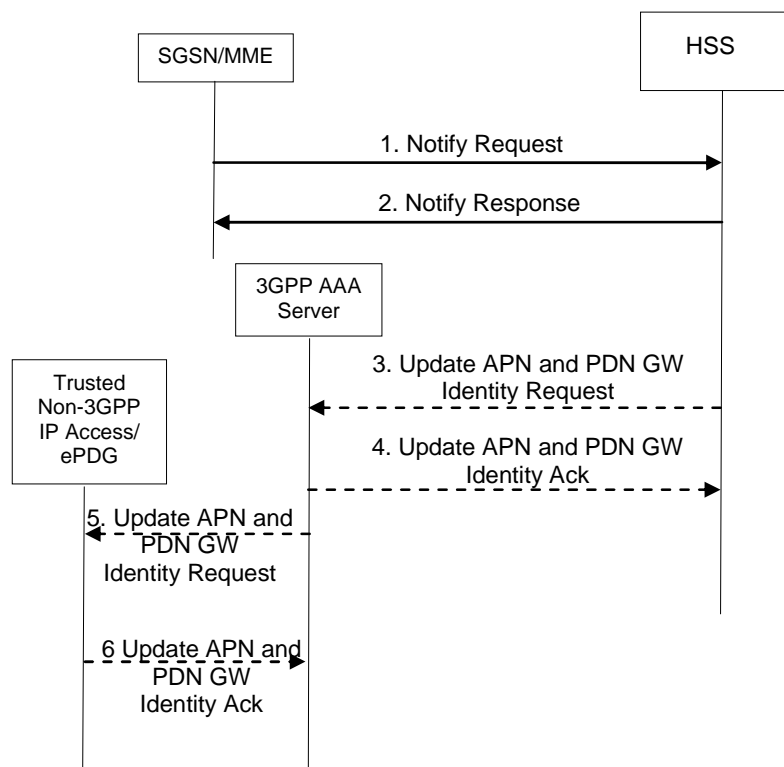 SGSN/MME
HSS
1. Notify Request
2. Notify Response
3GPP AAA
Server
3. Update APN and PDN GW
Identity Request
Trusted
Non-3GPP
IP Access/
ePDG
4. Update APN and PDN GW
Identity Ack
5. Update APN and
PDN GW
Identity Request
6 Update APN and
PDN GW
Identity Ack